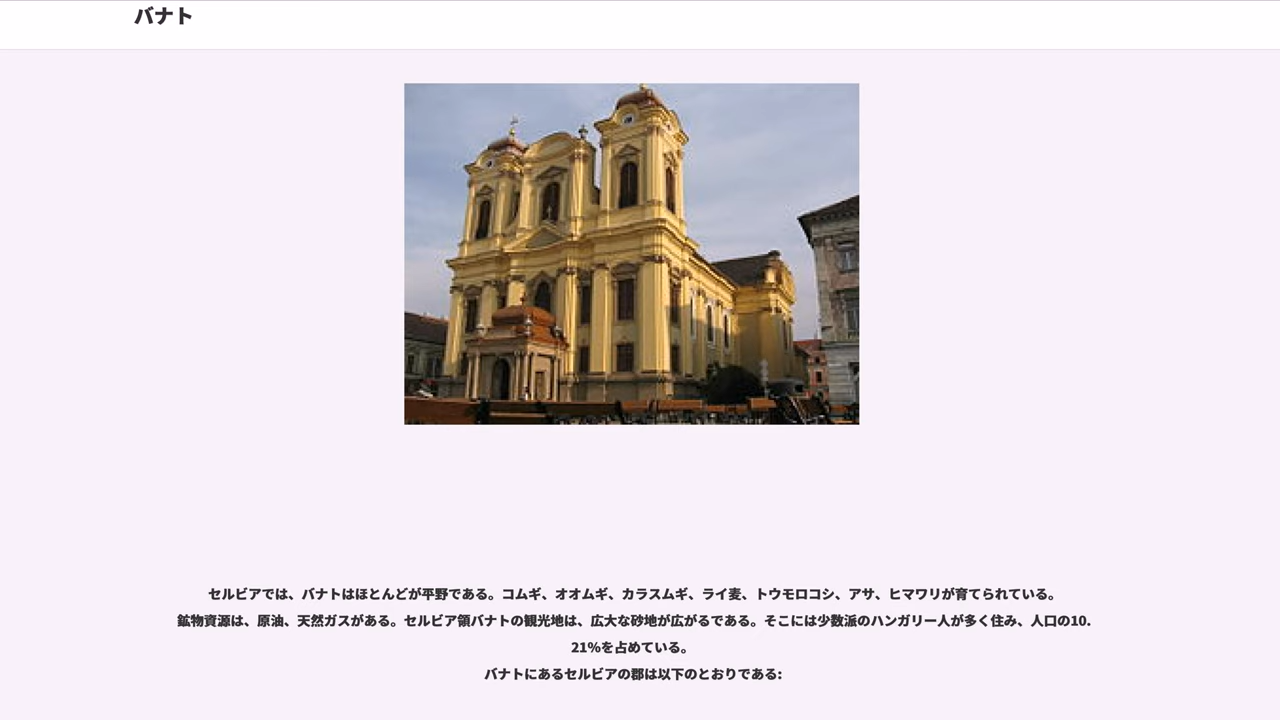 バナト
セルビアでは、バナトはほとんどが平野である。コムギ、オオムギ、カラスムギ、ライ麦、トウモロコシ、アサ、ヒマワリが育てられている。
鉱物資源は、原油、天然ガスがある。セルビア領バナトの観光地は、広大な砂地が広がるである。そこには少数派のハンガリー人が多く住み、人口の10.
21%を占めている。
バナトにあるセルビアの郡は以下のとおりである: